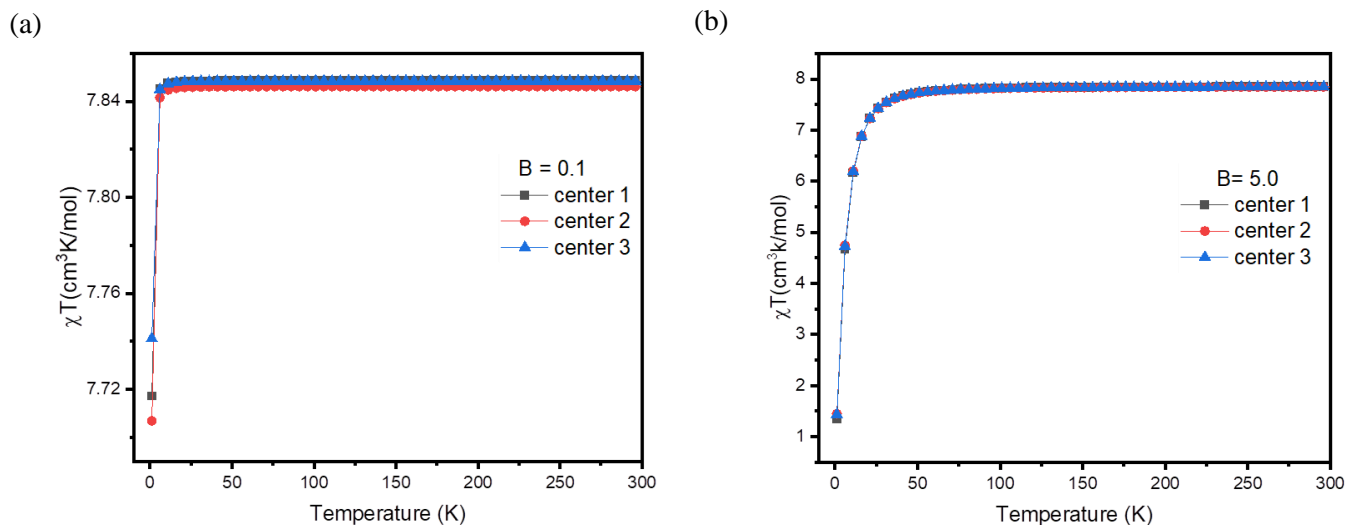 (a)
(b)
χT(cm³K/mol)
7.84
7.80
7.76
7.72
B = 0.1
center 1
center 2
center 3
0 50 100 150 200 250 300
Temperature (K)
χT(cm³k/mol)
8
7
6
5
4
3
2
1
B= 5.0
center 1
center 2
center 3
0 50 100 150 200 250 300
Temperature (K)